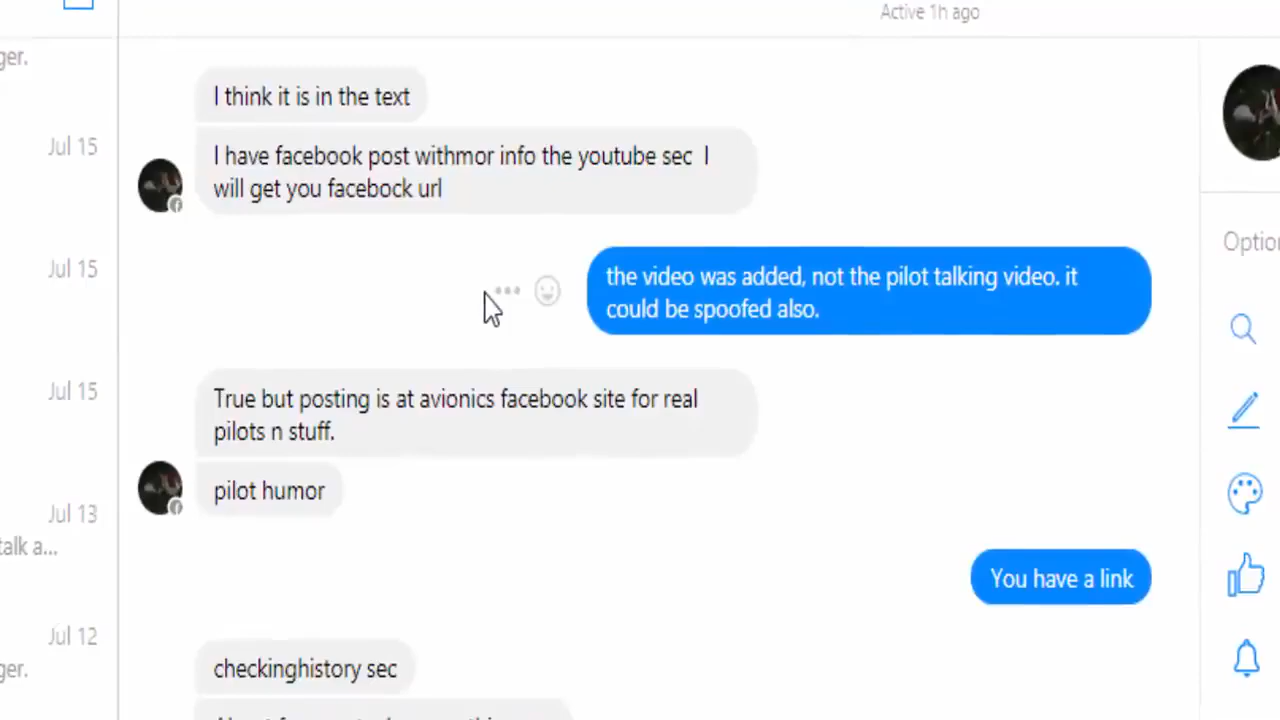 Active 1h ago
ger.
I think it is in the text
Jul 15
I have facebook post withmor info the youtube sec I
will get you facebock url
Optio
Jul 15
the video was added, not the pilot talking video. it
could be spoofed also.
Jul 15
True but posting is at avionics facebook site for real
pilots n stuff.
pilot humor
Jul 13
talk a...
You have a link
Jul 12
ger.
checkinghistory sec